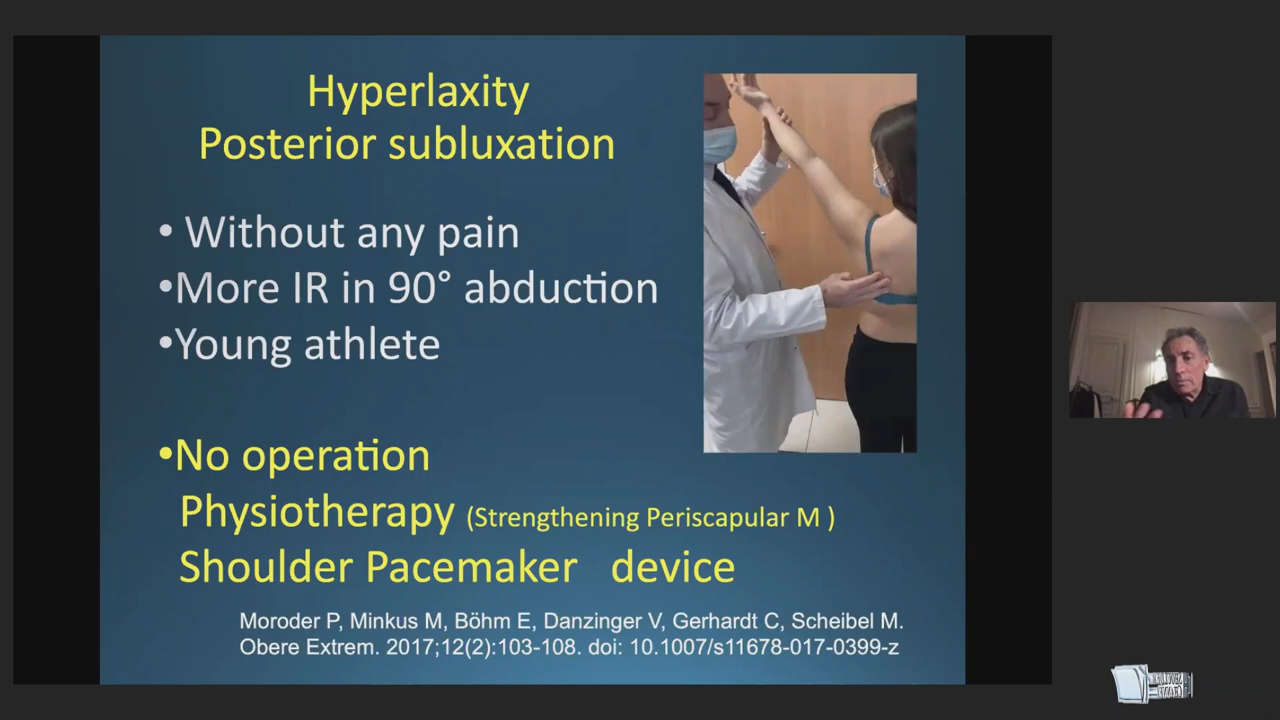 Hyperlaxity
Posterior subluxation
• Without any pain
•More IR in 90° abduction
•Young athlete
•No operation
Physiotherapy (Strengthening Periscapular M )
Shoulder Pacemaker device
Moroder P, Minkus M, Böhm E, Danzinger V, Gerhardt C, Scheibel M.
Obere Extrem. 2017;12(2):103-108. doi: 10.1007/s11678-017-0399-z